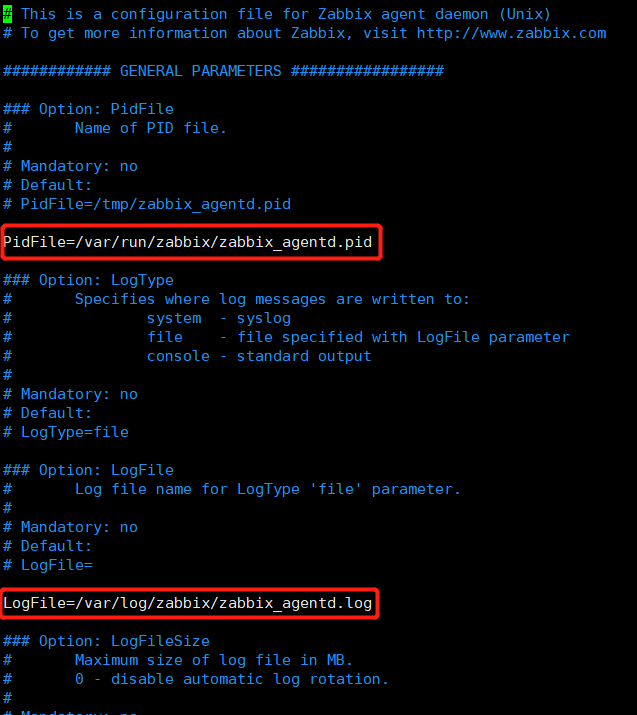 # This is a configuration file for Zabbix agent daemon (Unix)
# To get more information about Zabbix, visit http://www.zabbix.com
############ GENERAL PARAMETERS #################
### Option: PidFile
#       Name of PID file.
#
# Mandatory: no
# Default:
# PidFile=/tmp/zabbix_agentd.pid
PidFile=/var/run/zabbix/zabbix_agentd.pid
### Option: LogType
#       Specifies where log messages are written to:
#               system  - syslog
#               file    - file specified with LogFile parameter
#               console - standard output
#
# Mandatory: no
# Default:
# LogType=file
### Option: LogFile
#       Log file name for LogType 'file' parameter.
#
# Mandatory: no
# Default:
# LogFile=
LogFile=/var/log/zabbix/zabbix_agentd.log
### Option: LogFileSize
#       Maximum size of log file in MB.
#       0 - disable automatic log rotation.
#
# Mandatory: no